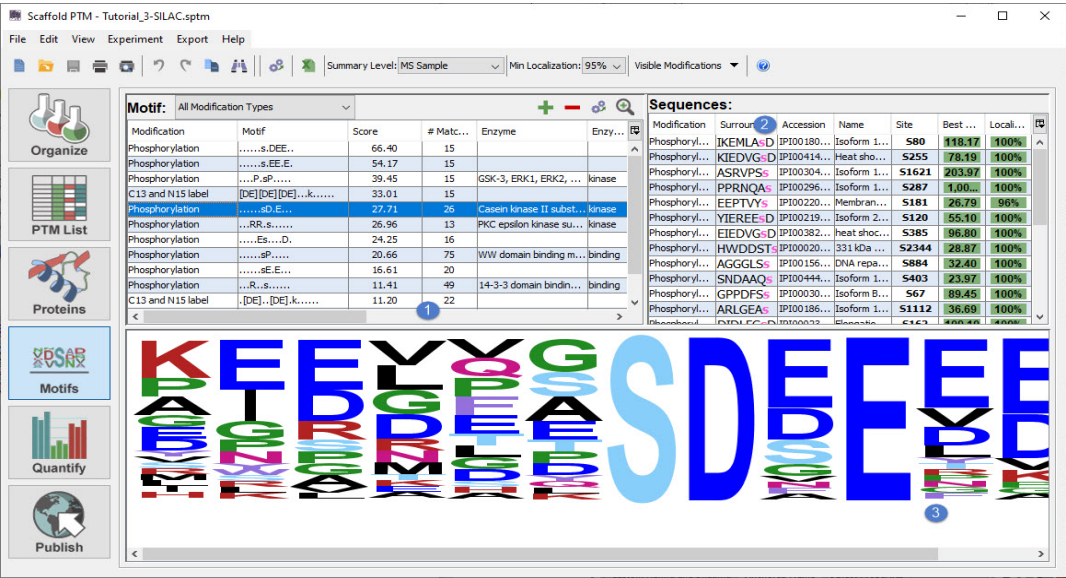 Scaffold PTM - Tutorial_3-SILAC.sptm
File Edit View Experiment Export Help
Summary Level: MS Sample Min Localization: 95% Visible Modifications
Organize
PTM List
Proteins
Motifs
Quantify
Publish
Motif: All Modification Types
Modification Motif Score # Matc... Enzyme Enzy...
Phosphorylation ......s.DEE.. 66.40 15
Phosphorylation ......s.EE.E. 54.17 15
Phosphorylation ....P.sP..... 39.45 15 GSK-3, ERK1, ERK2, ... kinase
C13 and N15 label [DE][DE][DE]...k...... 33.01 15
Phosphorylation ......sD.E... 27.71 26 Casein kinase II subst... kinase
Phosphorylation ...RR.s...... 26.96 13 PKC epsilon kinase su... kinase
Phosphorylation .....Es....D. 24.25 16
Phosphorylation ......sP..... 20.66 75 WW domain binding m... binding
Phosphorylation ......sE.E... 16.61 20
Phosphorylation ...R..s...... 11.41 49 14-3-3 domain bindin... binding
C13 and N15 label .[DE]..[DE].k...... 11.20 22
1
Sequences:
Modification Surroun 2 Accession Name Site Best ... Locali...
Phosphoryl... IKEMLAsD IPI00180... Isoform 1... S80 118.17 100%
Phosphoryl... KIEDVGsD IPI00414... Heat sho... S255 78.19 100%
Phosphoryl... ASRVPSs IPI00304... Isoform 1... S1621 203.97 100%
Phosphoryl... PPRNQAs IPI00296... Isoform 1... S287 1,00... 100%
Phosphoryl... EEPTVYs IPI00220... Membran... S181 26.79 96%
Phosphoryl... YIEREEsD IPI00219... Isoform 2... S120 55.10 100%
Phosphoryl... EIEDVGsD IPI00382... heat shoc... S385 96.80 100%
Phosphoryl... HWDDSTs IPI00020... 331 kDa ... S2344 28.87 100%
Phosphoryl... AGGGLSs IPI00156... DNA repa... S884 32.40 100%
Phosphoryl... SNDAAQs IPI00444... Isoform 1... S403 23.97 100%
Phosphoryl... GPPDFSs IPI00030... Isoform B... S67 89.45 100%
Phosphoryl... ARLGEAs IPI00186... Isoform 1... S1112 36.69 100%
K E E V V G S D E E E E
3